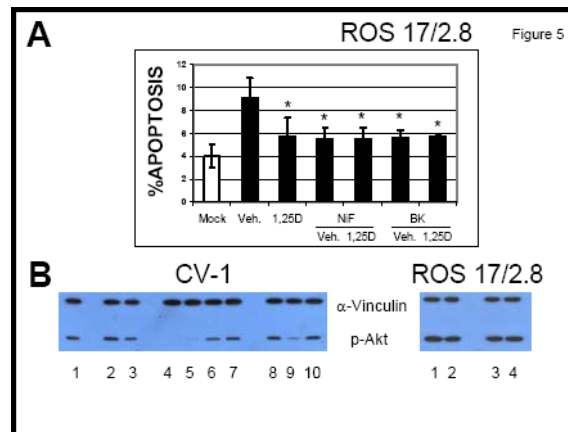 A ROS 17/2.8 Figure 5
%APOPTOSIS
12
10
8
6
4
2
0
* * * * *
Mock Veh. 1,25D NiF BK
Veh. 1,25D Veh. 1,25D
B CV-1 ROS 17/2.8
α-Vinculin
p-Akt
1 2 3 4 5 6 7 8 9 10 1 2 3 4